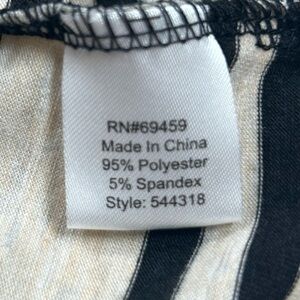 RN#69459
Made In China
95% Polyester
5% Spandex
Style: 544318